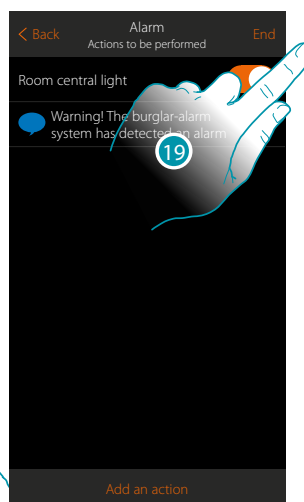 < Back
Alarm
End
Actions to be performed
Room central light
Warning! The burglar-alarm
system has detected an alarm
19
Add an action